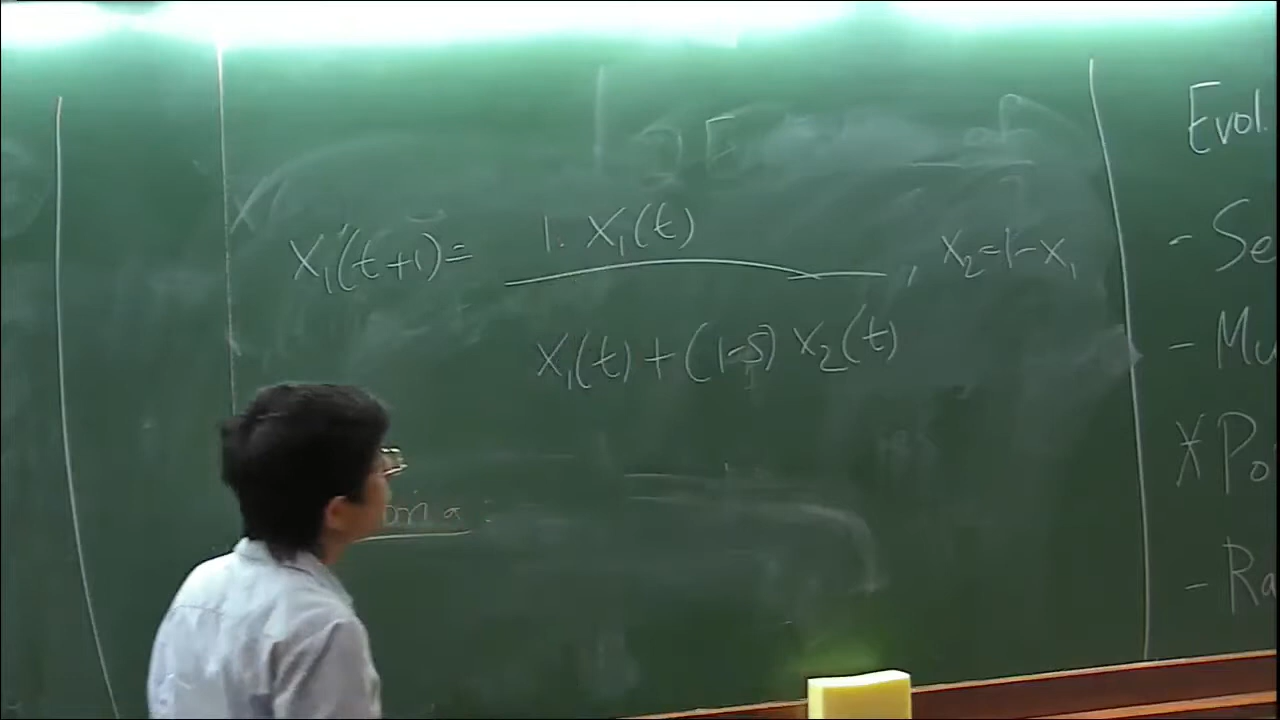 X₁(t+1) = 1. X₁(t) / X₁(t) + (1-S) X₂(t) , X₂=1-X₁
Evol.
- Se
- Mu
* Po
- Ra